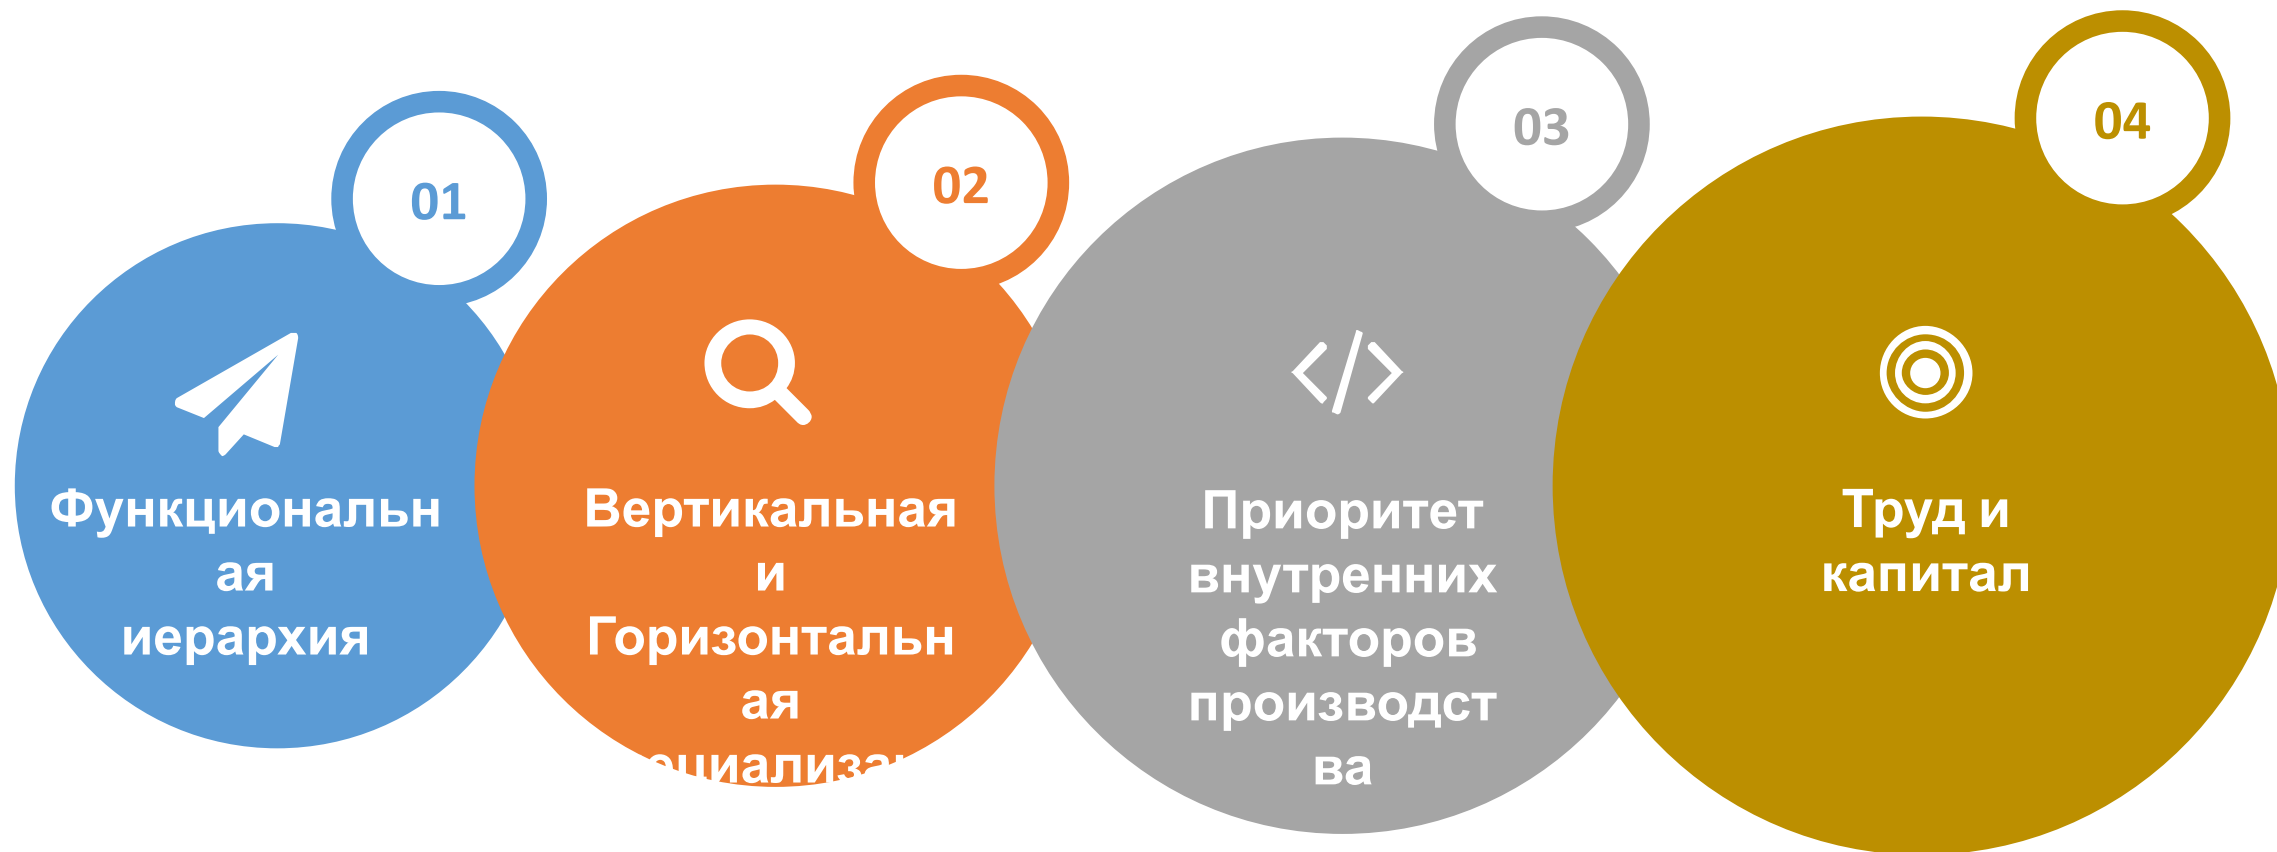 01
Функциональн
ая
иерархия
02
Вертикальная
и
Горизонтальн
ая
03
Приоритет
внутренних
факторов
производст
ва
04
Труд и
капитал